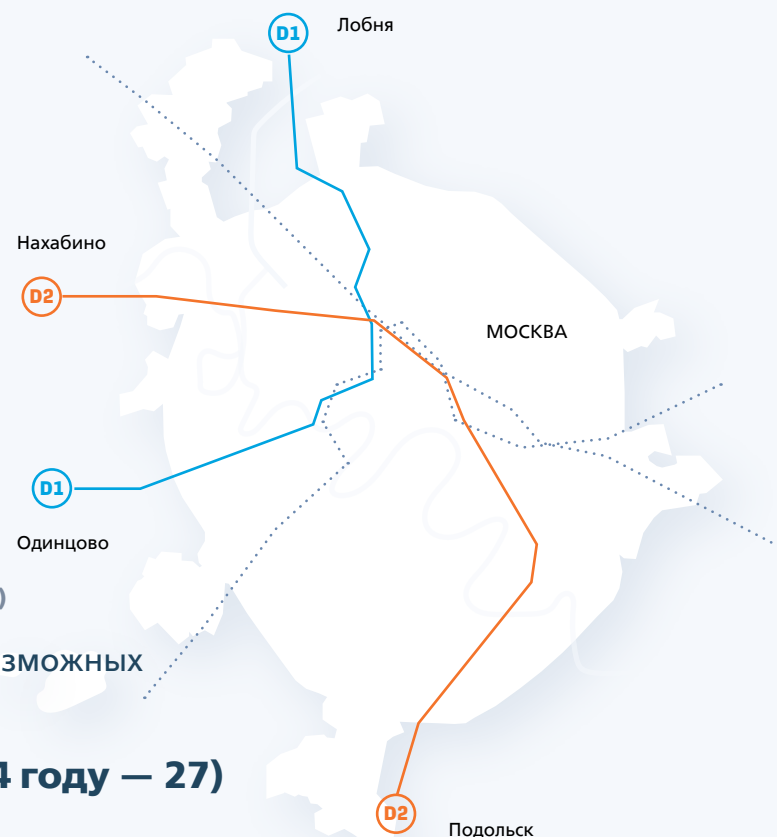 D1 Лобня
Нахабино
D2
МОСКВА
D1
Одинцово
)
ЗМОЖНЫХ
4 году — 27)
D2
Подольск